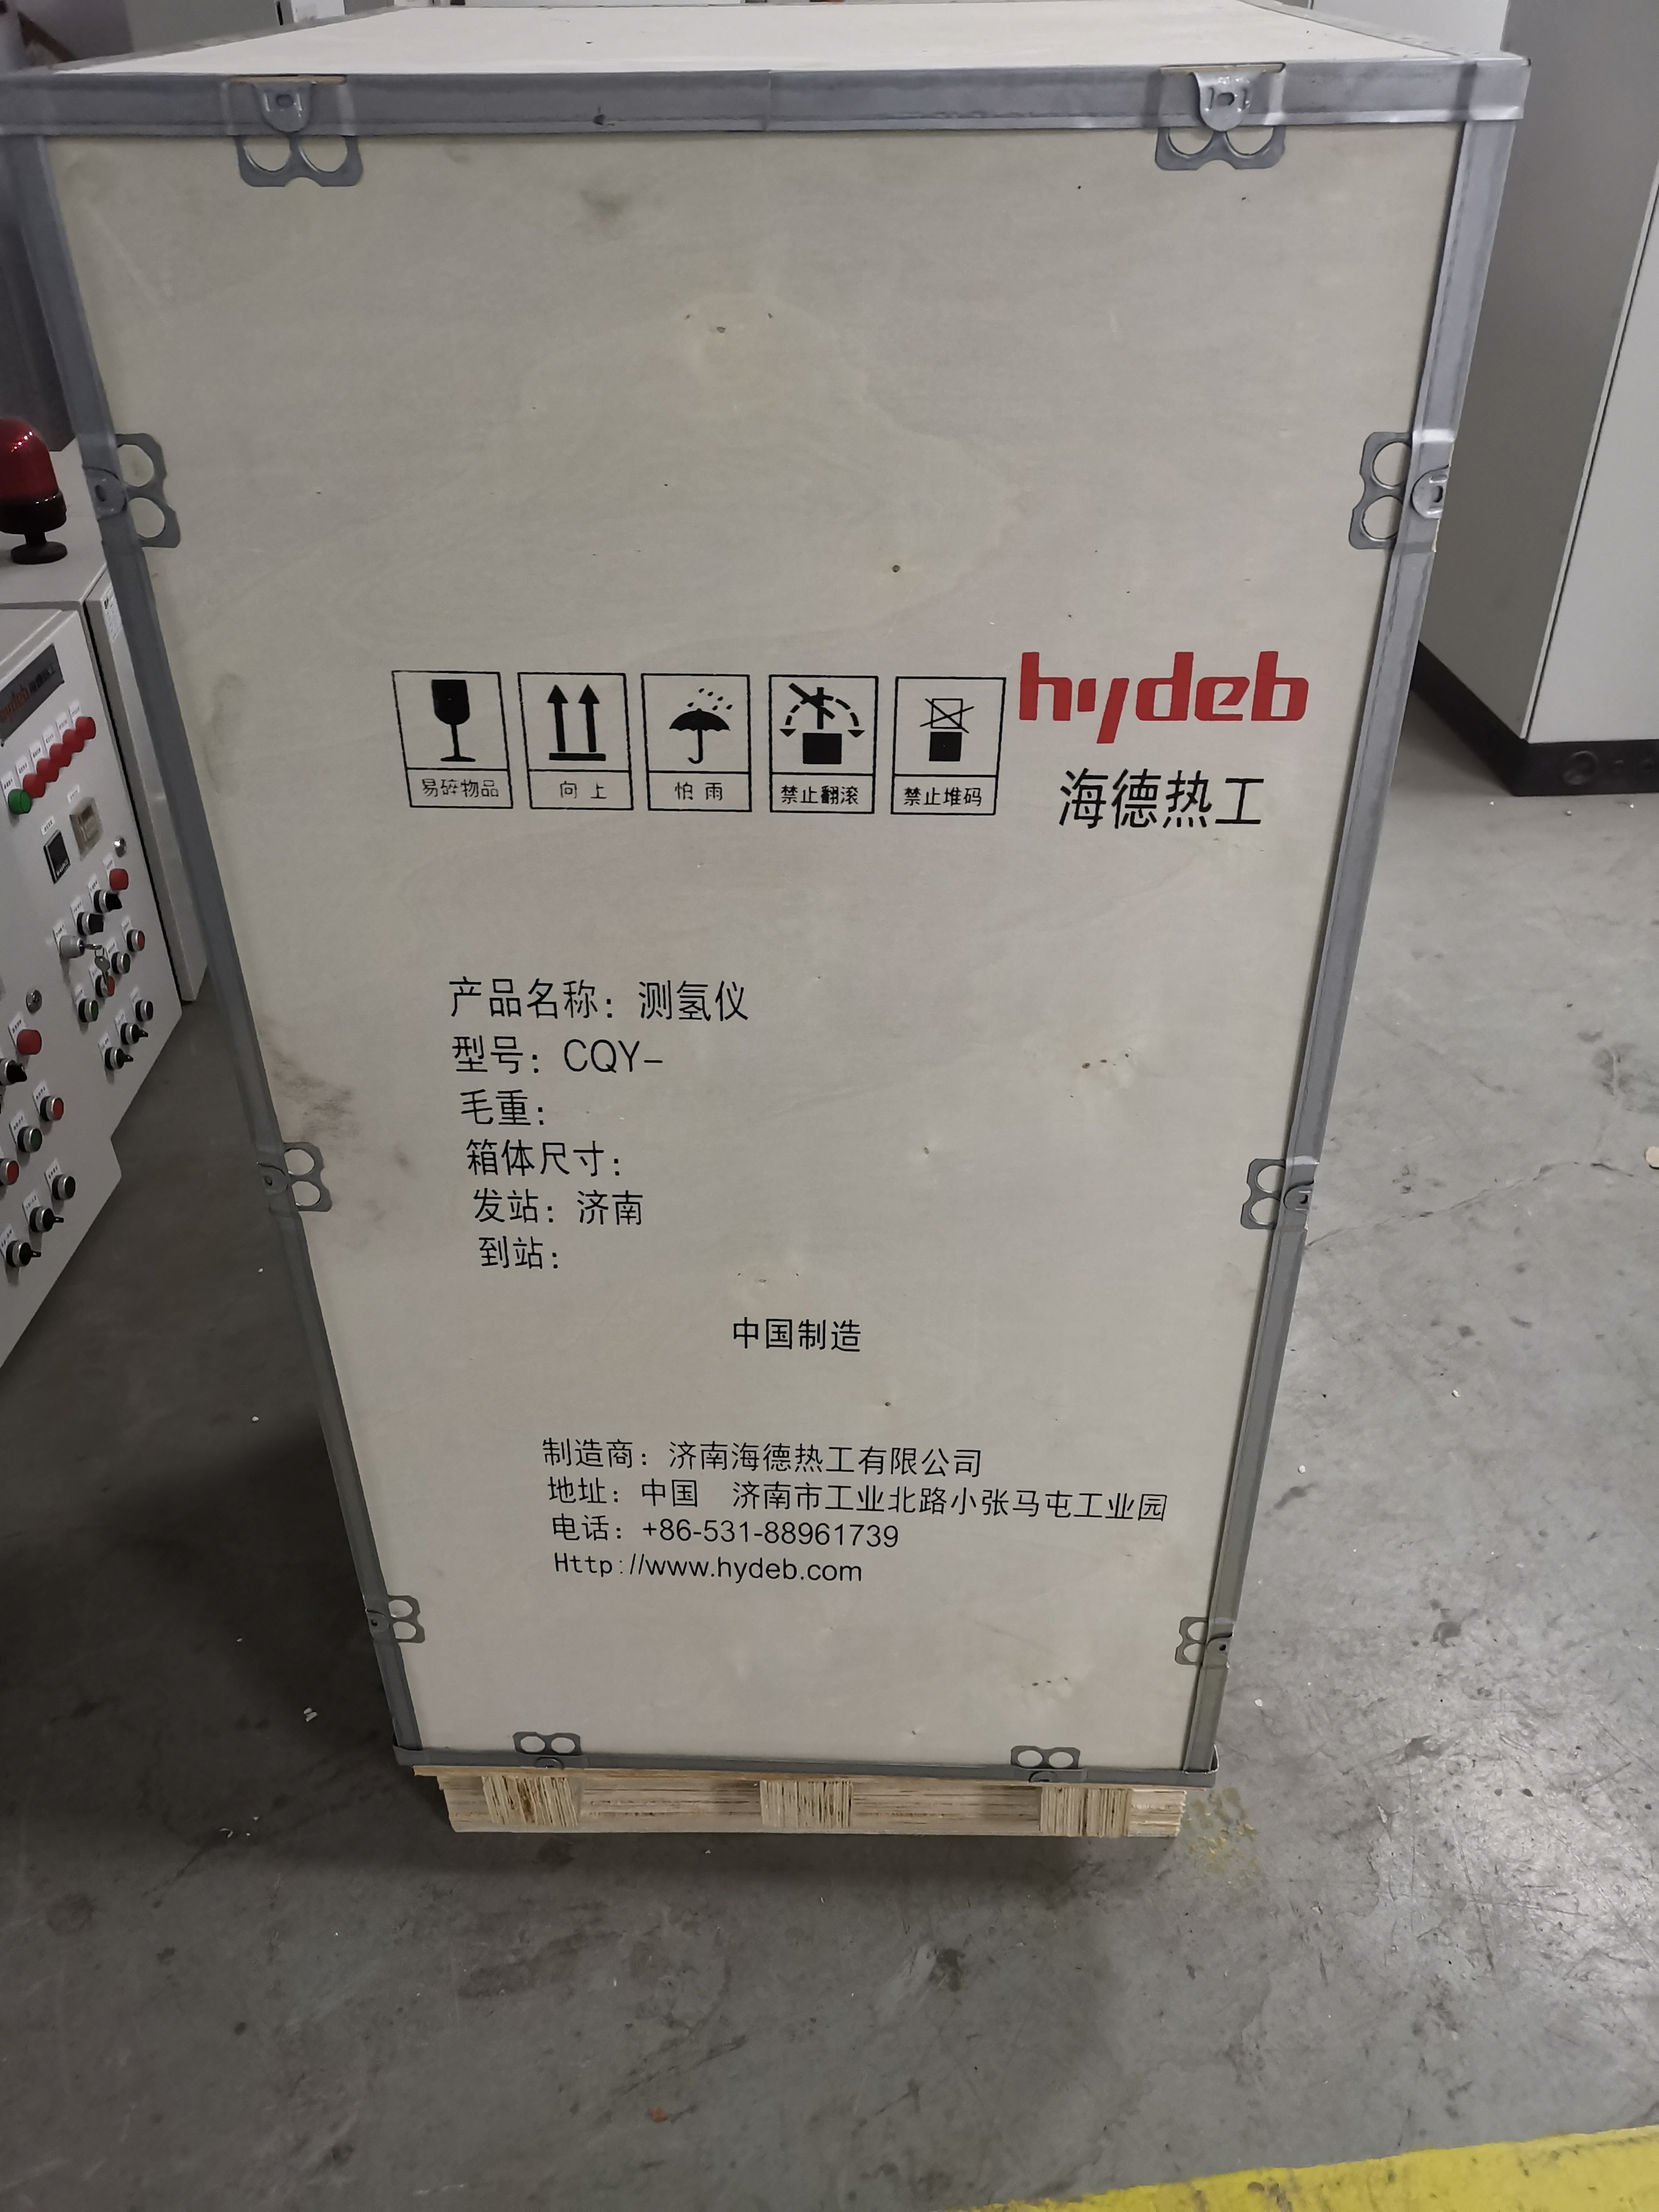 hydeb
海德热工
易碎物品
向上
怕雨
禁止翻滚
禁止堆码
产品名称：测氢仪
型号：CQY-
毛重：
箱体尺寸：
发站：济南
到站：
中国制造
制造商：济南海德热工有限公司
地址：中国 济南市工业北路小张马屯工业园
电话：+86-531-88961739
Http://www.hydeb.com
hydeb